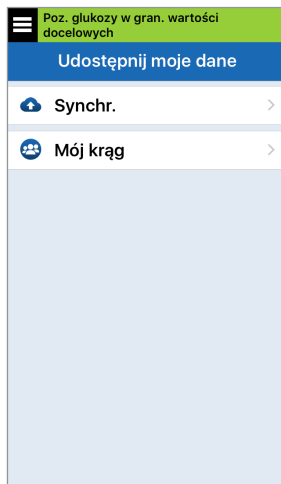 Poz. glukozy w gran. wartości
docelowych
Udostępnij moje dane
Synchr.
Mój krąg